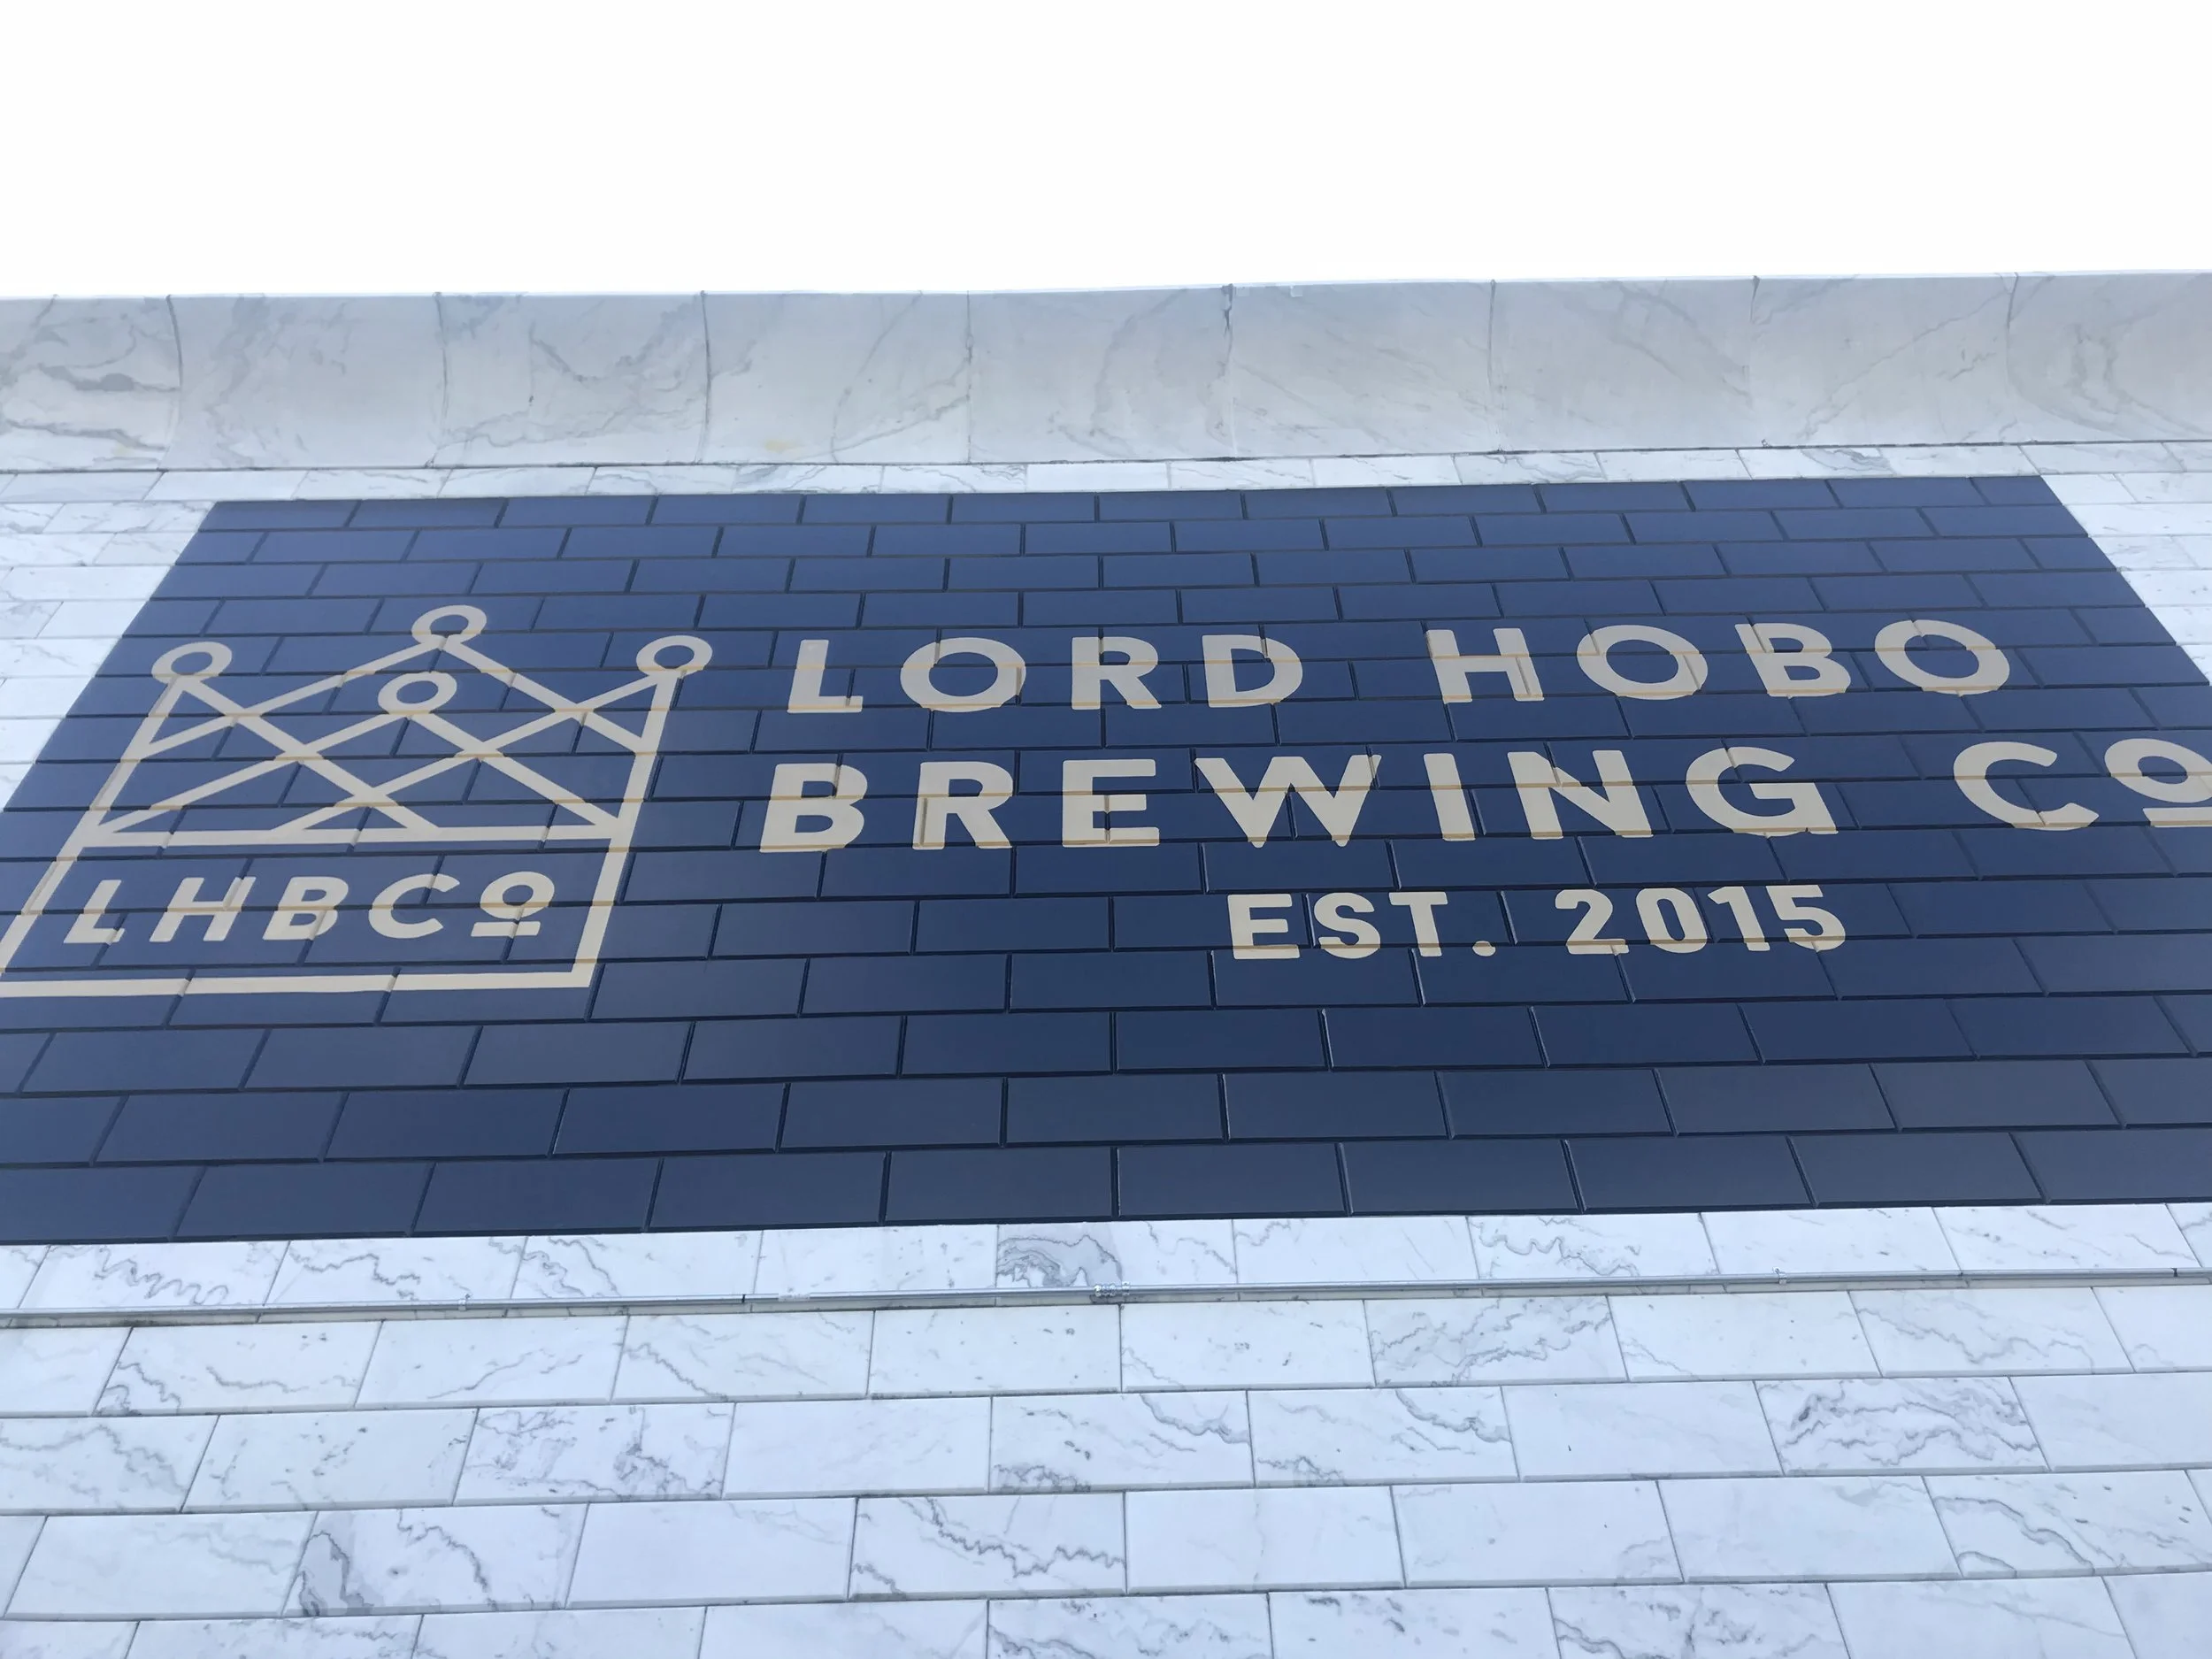 LORD HOBO
BREWING Cº
EST. 2015
LHBCº